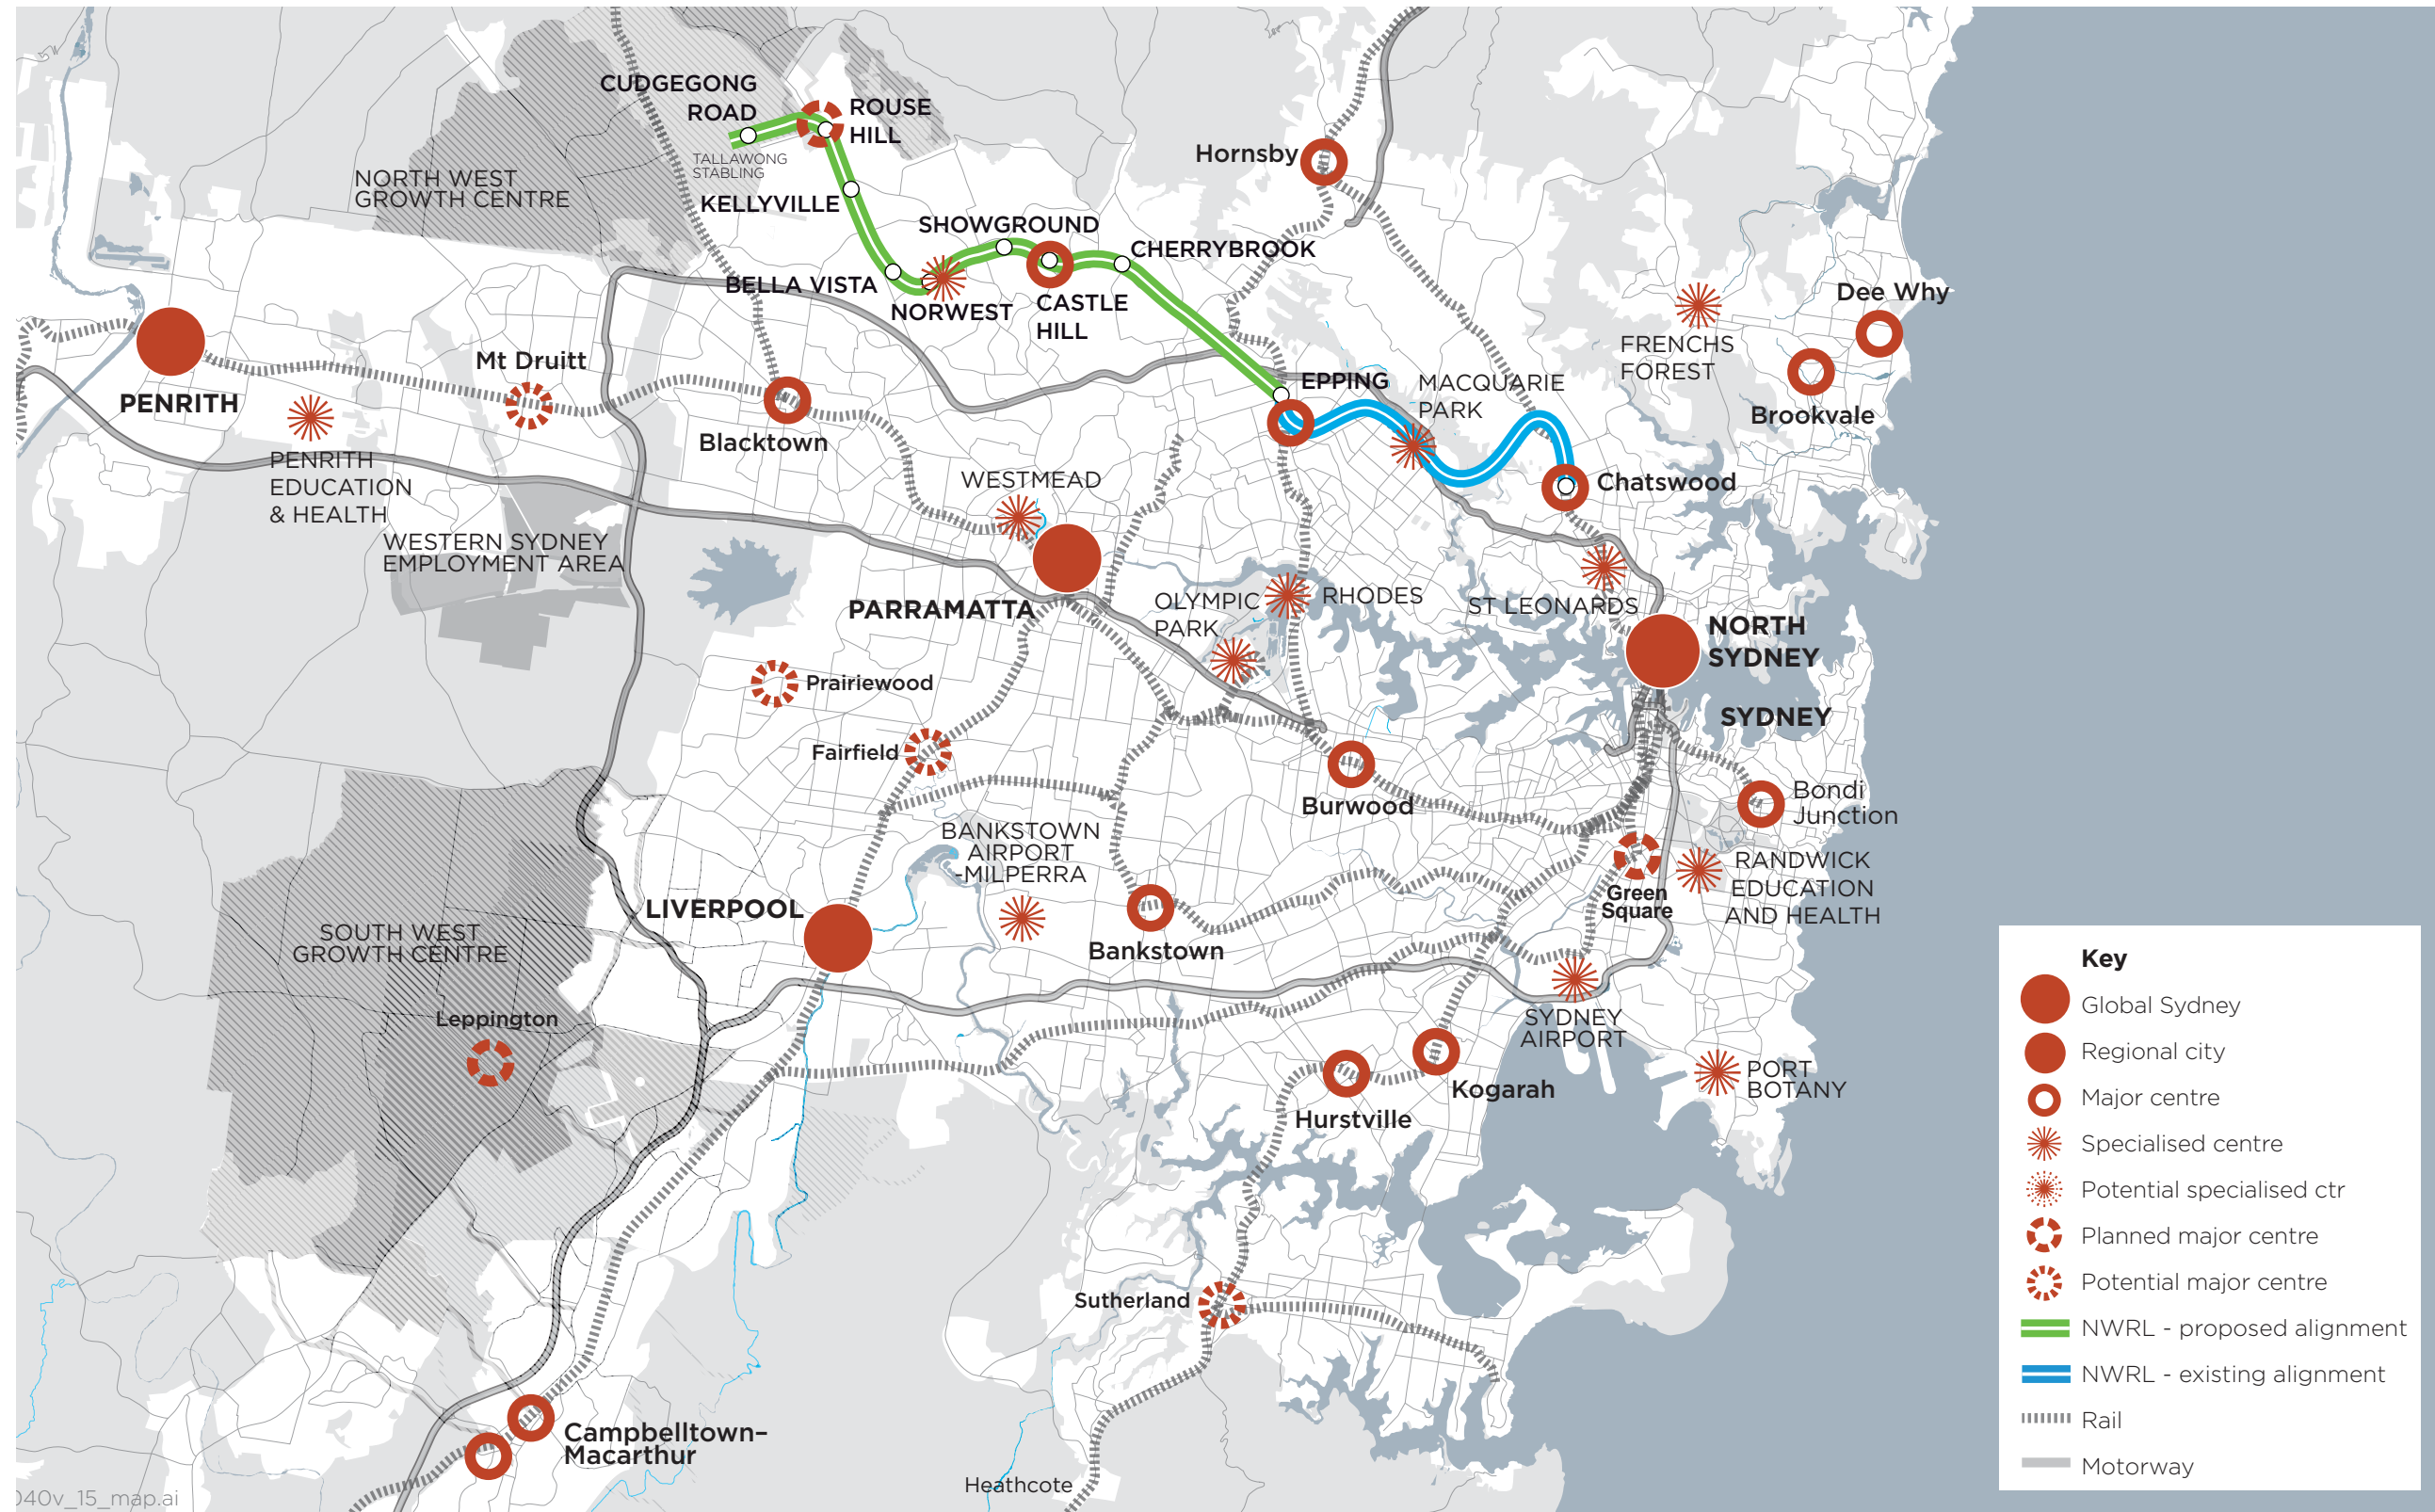 CUDGEGONG
ROAD
ROUSE
HILL
TALLAWONG
STABLING
NORTH WEST
GROWTH CENTRE
KELLYVILLE
SHOWGROUND
CHERRYBROOK
BELLA VISTA
NORWEST
CASTLE
HILL
Hornsby
Dee Why
FRENCHS
FOREST
Brookvale
PENRITH
Mt Druitt
Blacktown
EPPING
MACQUARIE
PARK
Chatswood
PENRITH
EDUCATION
& HEALTH
WESTMEAD
WESTERN SYDNEY
EMPLOYMENT AREA
PARRAMATTA
OLYMPIC
PARK
RHODES
ST LEONARDS
NORTH
SYDNEY
SYDNEY
Prairiewood
Fairfield
Burwood
Bondi
Junction
BANKSTOWN
AIRPORT
-MILPERRA
LIVERPOOL
Bankstown
Green
Square
RANDWICK
EDUCATION
AND HEALTH
SOUTH WEST
GROWTH CENTRE
Leppington
SYDNEY
AIRPORT
PORT
BOTANY
Kogarah
Hurstville
Sutherland
Campbelltown–
Macarthur
Heathcote
040v_15_map.ai
Key
Global Sydney
Regional city
Major centre
Specialised centre
Potential specialised ctr
Planned major centre
Potential major centre
NWRL - proposed alignment
NWRL - existing alignment
Rail
Motorway